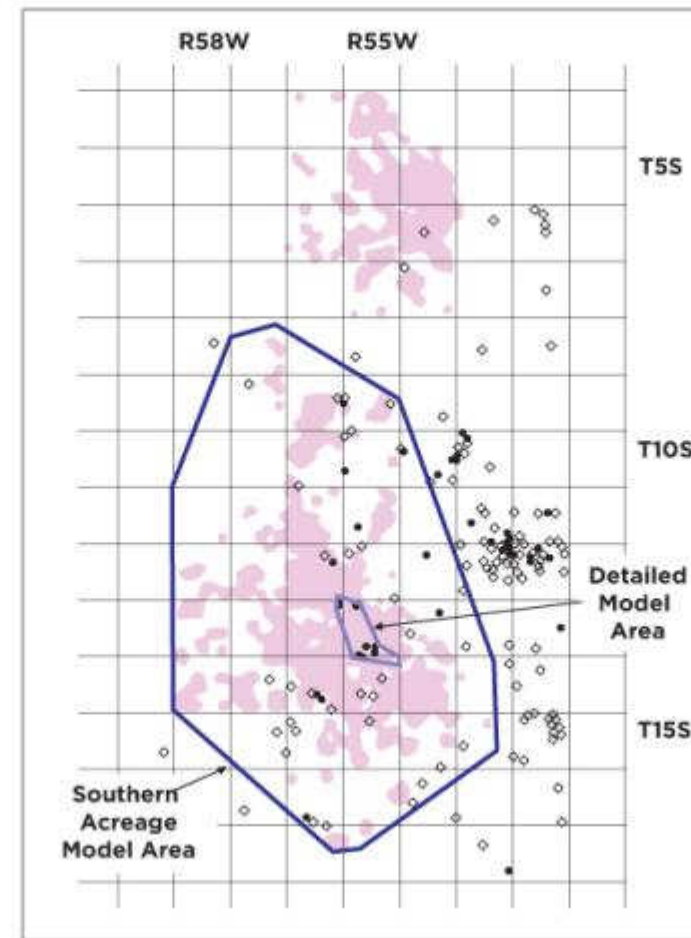 R58W R55W
T5S
T10S
Detailed
Model
Area
T15S
Southern
Acreage
Model Area